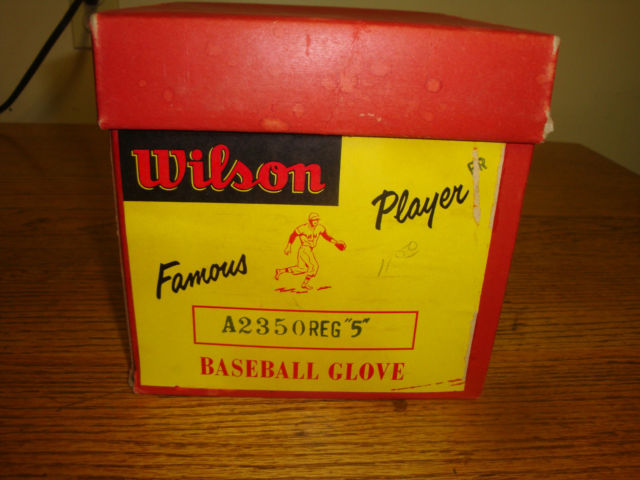 Wilson
Famous Player
A2350REG "5"
BASEBALL GLOVE